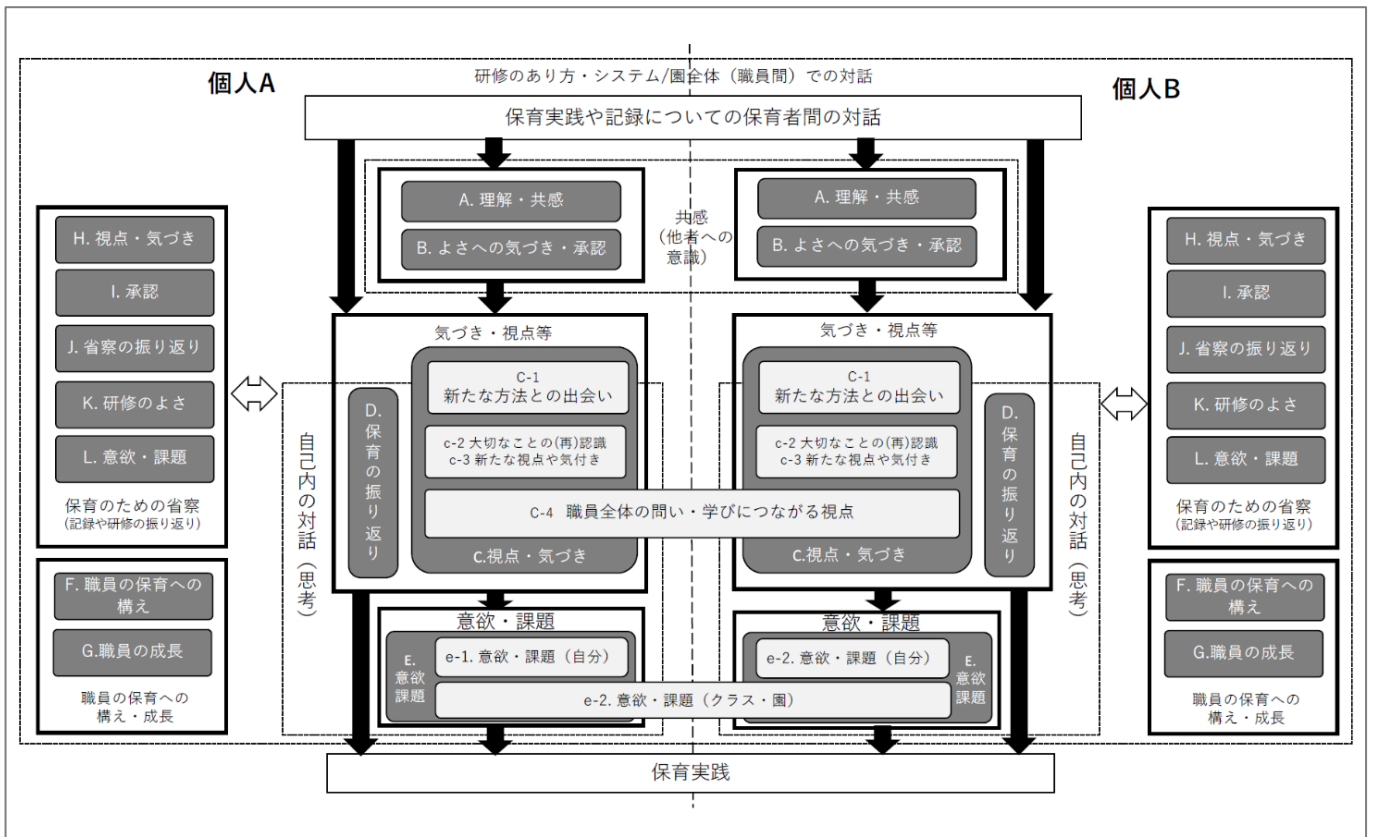 研修のあり方・システム/園全体（職員間）での対話
個人A
個人B
保育実践や記録についての保育者間の対話
A. 理解・共感
B. よさへの気づき・承認
共感
（他者への
意識）
A. 理解・共感
B. よさへの気づき・承認
H. 視点・気づき
I. 承認
J. 省察の振り返り
K. 研修のよさ
L. 意欲・課題
保育のための省察
(記録や研修の振り返り)
F. 職員の保育への
構え
G.職員の成長
職員の保育への
構え・成長
自己内の対話（思考）
気づき・視点等
D.保育の振り返り
C-1
新たな方法との出会い
c-2 大切なことの(再)認識
c-3 新たな視点や気付き
C-4 職員全体の問い・学びにつながる視点
C.視点・気づき
意欲・課題
E.
意欲
課題
e-1. 意欲・課題（自分）
e-2. 意欲・課題（クラス・園）
気づき・視点等
C-1
新たな方法との出会い
c-2 大切なことの(再)認識
c-3 新たな視点や気付き
C.視点・気づき
D.保育の振り返り
意欲・課題
e-2. 意欲・課題（自分）
E.
意欲
課題
自己内の対話（思考）
H. 視点・気づき
I. 承認
J. 省察の振り返り
K. 研修のよさ
L. 意欲・課題
保育のための省察
(記録や研修の振り返り)
F. 職員の保育への
構え
G.職員の成長
職員の保育への
構え・成長
保育実践